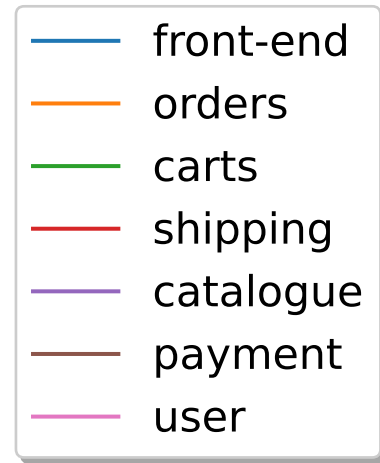 front-end
orders
carts
shipping
catalogue
payment
user